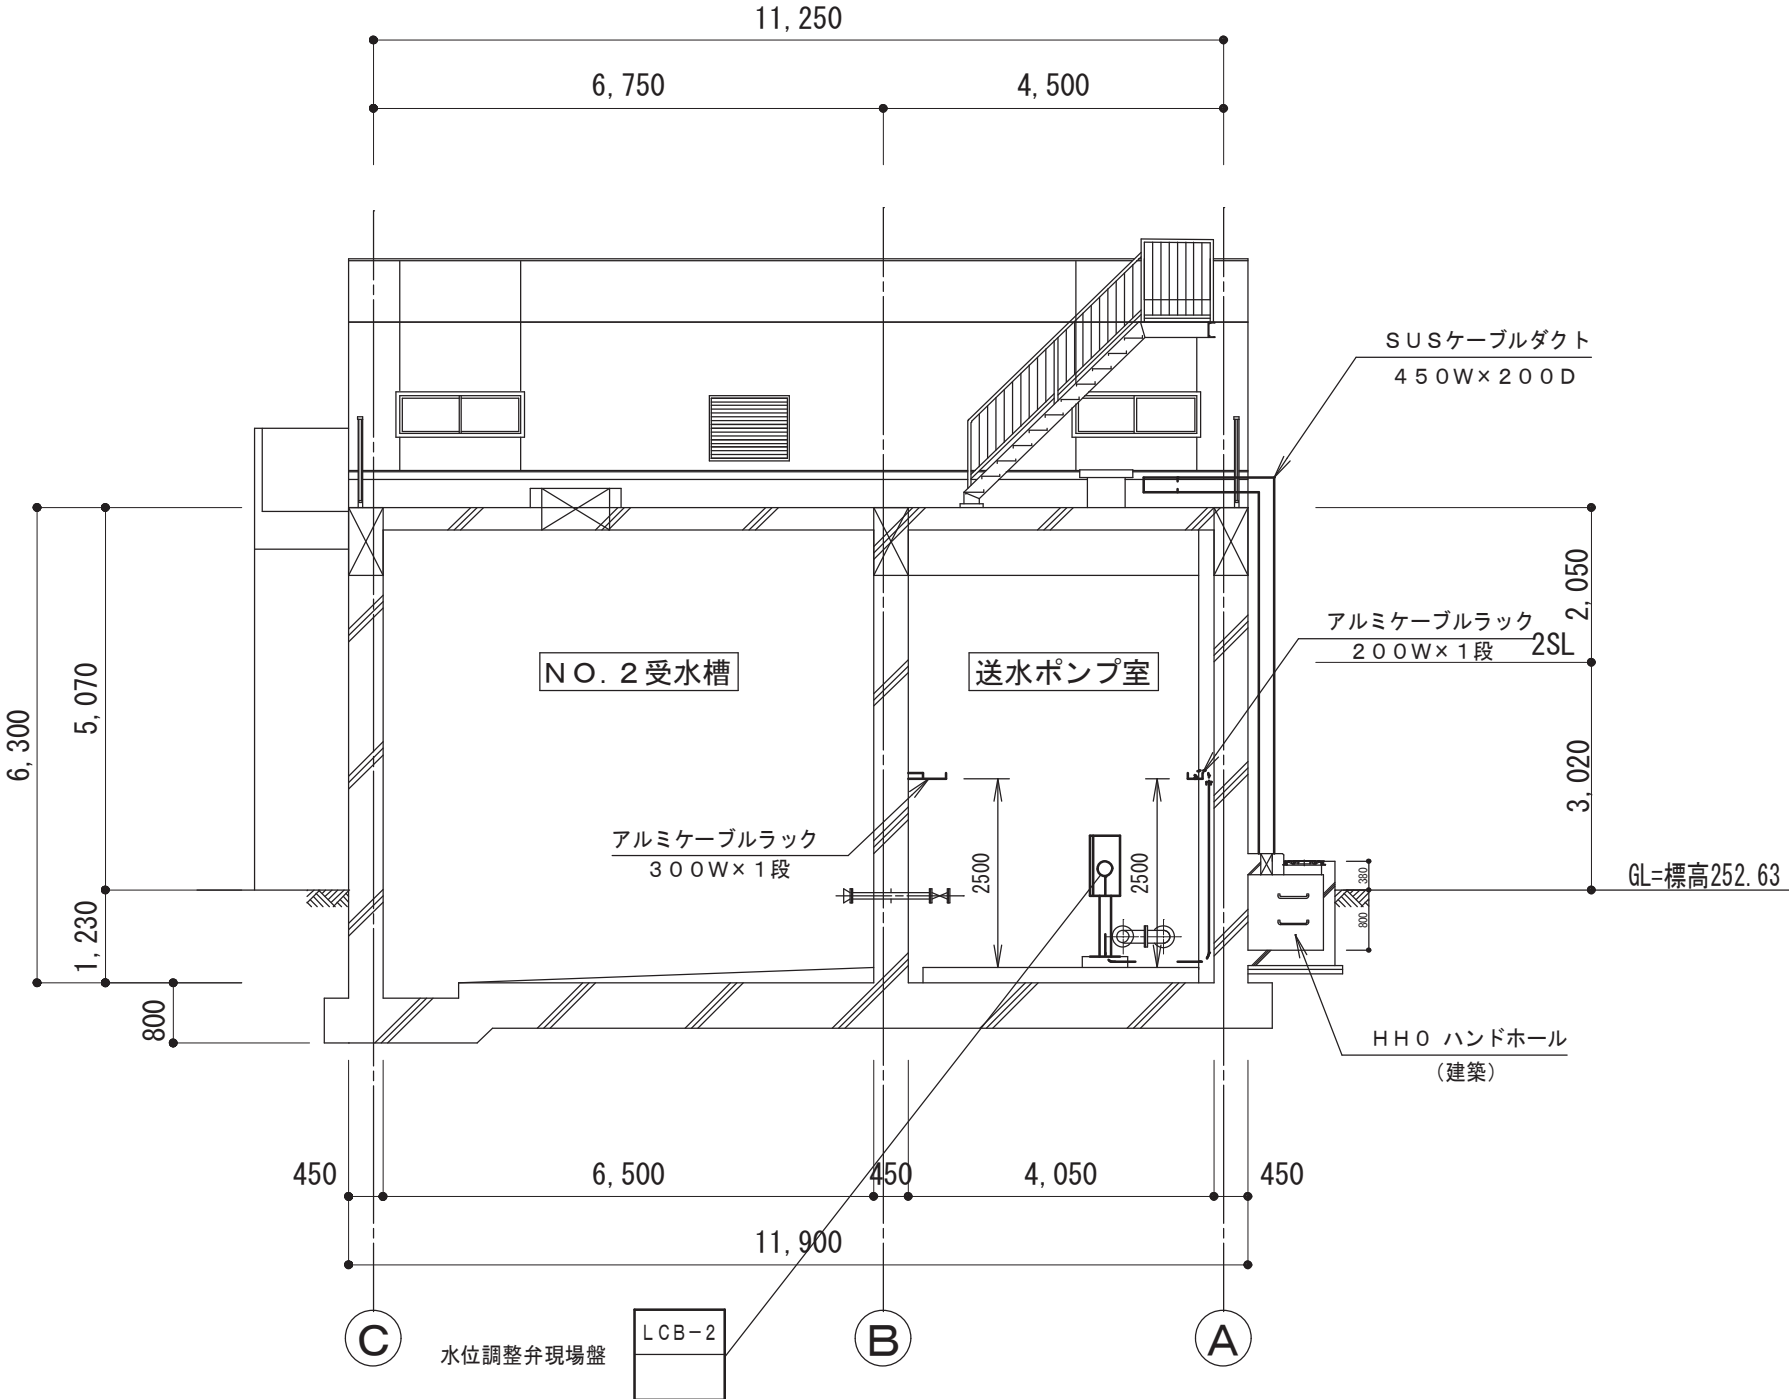 11,250
6,750
4,500
SUSケーブルダクト
450W×200D
2,050
アルミケーブルラック
200W×1段
2SL
NO.2受水槽
送水ポンプ室
5,070
6,300
3,020
アルミケーブルラック
300W×1段
2500
2500
380
GL=標高252.63
800
1,230
800
HH0 ハンドホール
(建築)
450
6,500
450
4,050
450
11,900
C
B
A
LCB-2
水位調整弁現場盤